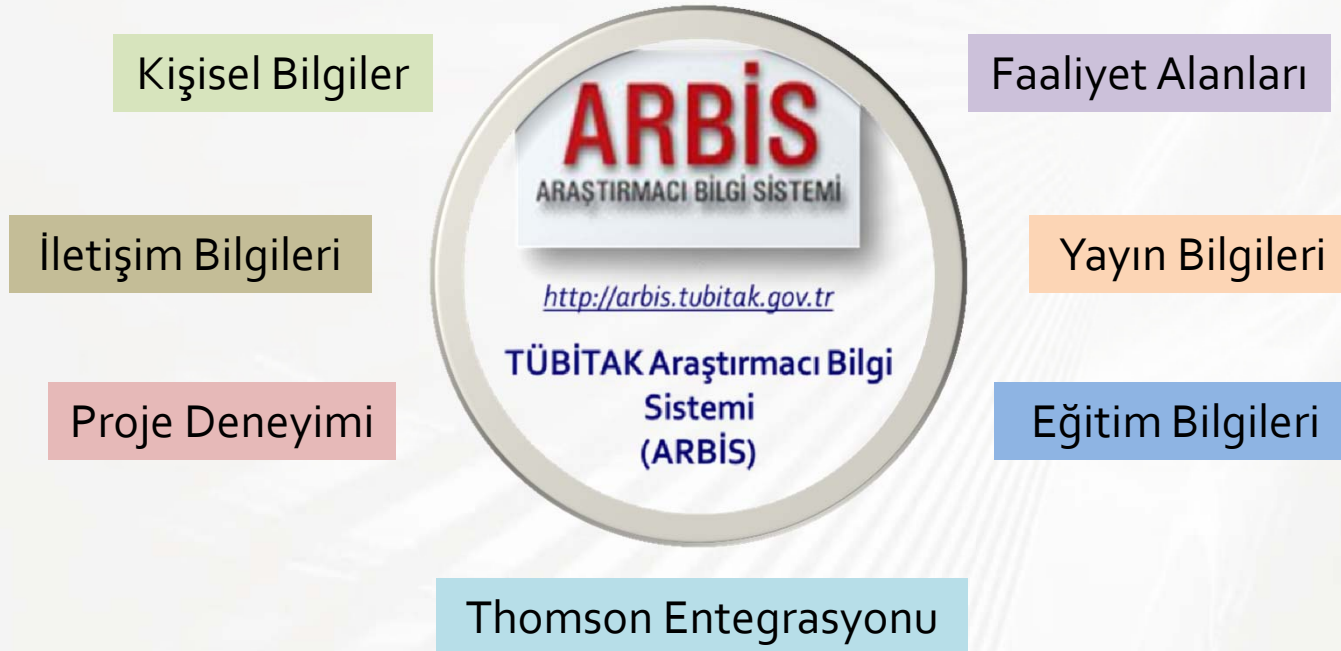 Kişisel Bilgiler
Faaliyet Alanları
ARBİS
ARAŞTIRMACI BİLGİ SİSTEMİ
İletişim Bilgileri
Yayın Bilgileri
http://arbis.tubitak.gov.tr
TÜBİTAK Araştırmacı Bilgi
Sistemi
(ARBİS)
Proje Deneyimi
Eğitim Bilgileri
Thomson Entegrasyonu